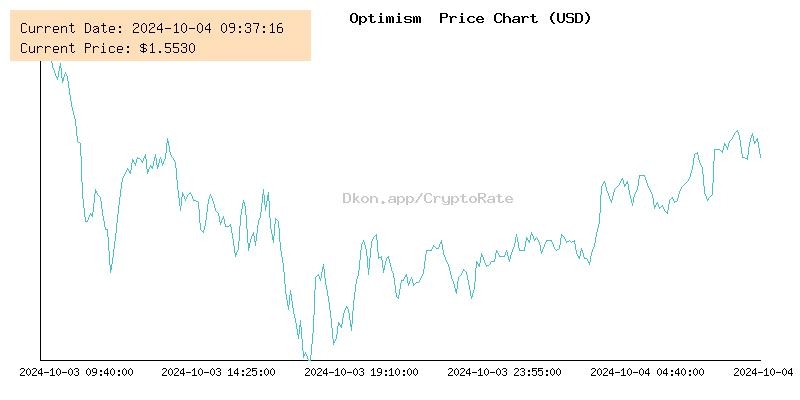 Optimism  Price Chart (USD)
Current Date: 2024-10-04 09:37:16
Current Price: $1.5530
Dkon.app/CryptoRate
2024-10-03 09:40:00 2024-10-03 14:25:00 2024-10-03 19:10:00 2024-10-03 23:55:00 2024-10-04 04:40:00 2024-10-04